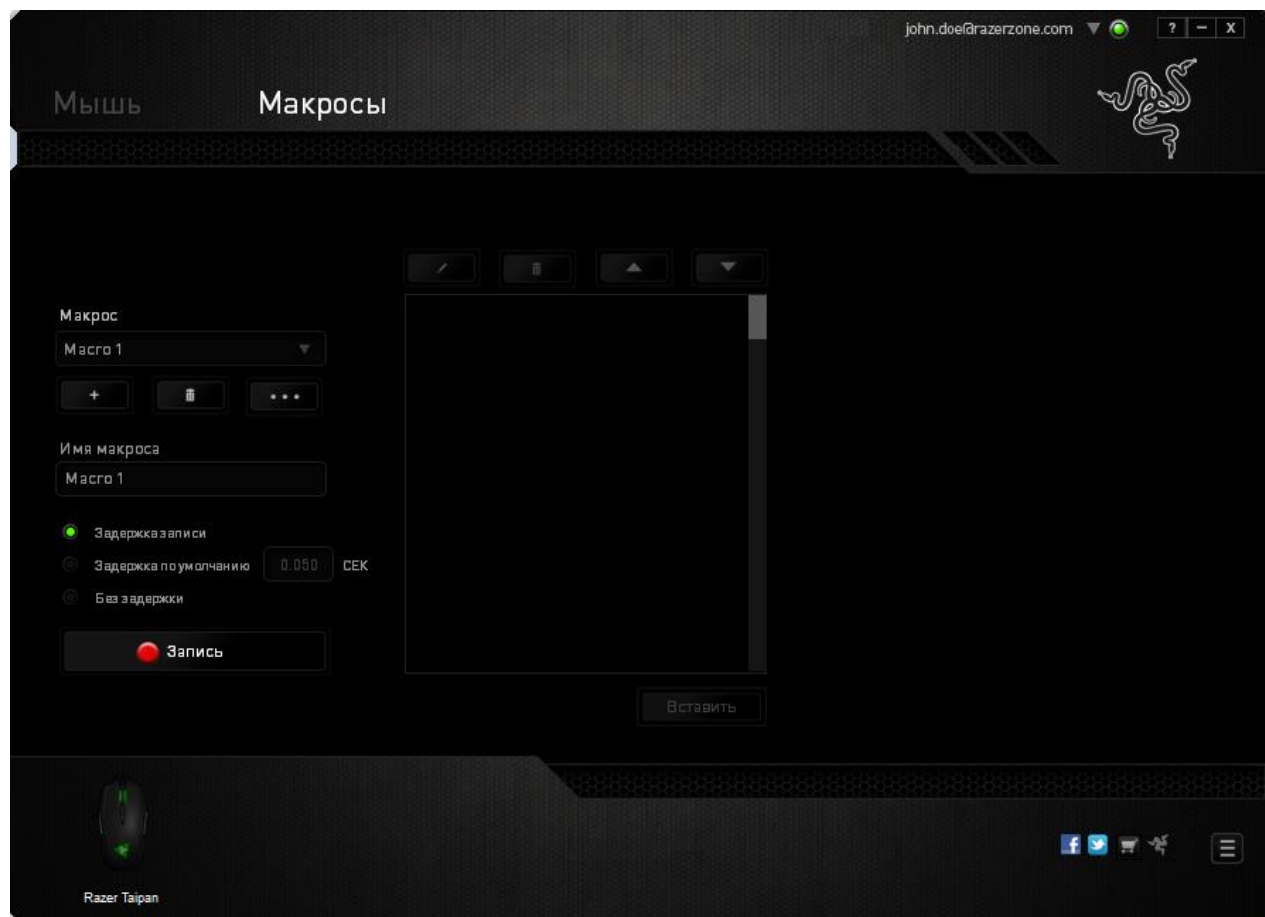 john.doe@razerzone.com
? – X
Мышь Макросы
Макрос
Macro 1
Имя макроса
Macro 1
Задержка записи
Задержка по умолчанию 0.050 СЕК
Без задержки
Запись
Вставить
Razer Taipan